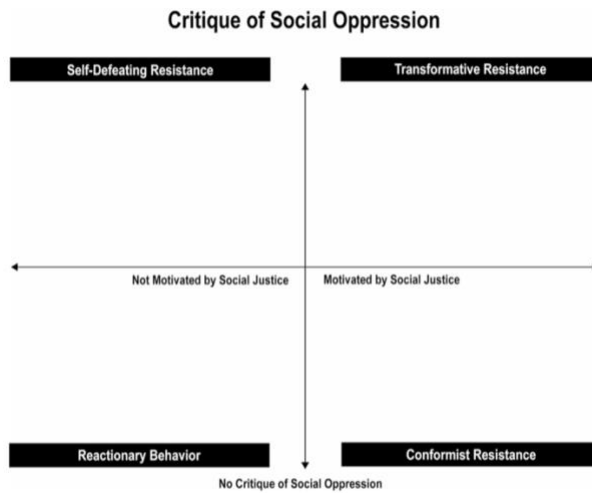 Critique of Social Oppression
Self-Defeating Resistance
Transformative Resistance
Not Motivated by Social Justice
Motivated by Social Justice
Reactionary Behavior
Conformist Resistance
No Critique of Social Oppression